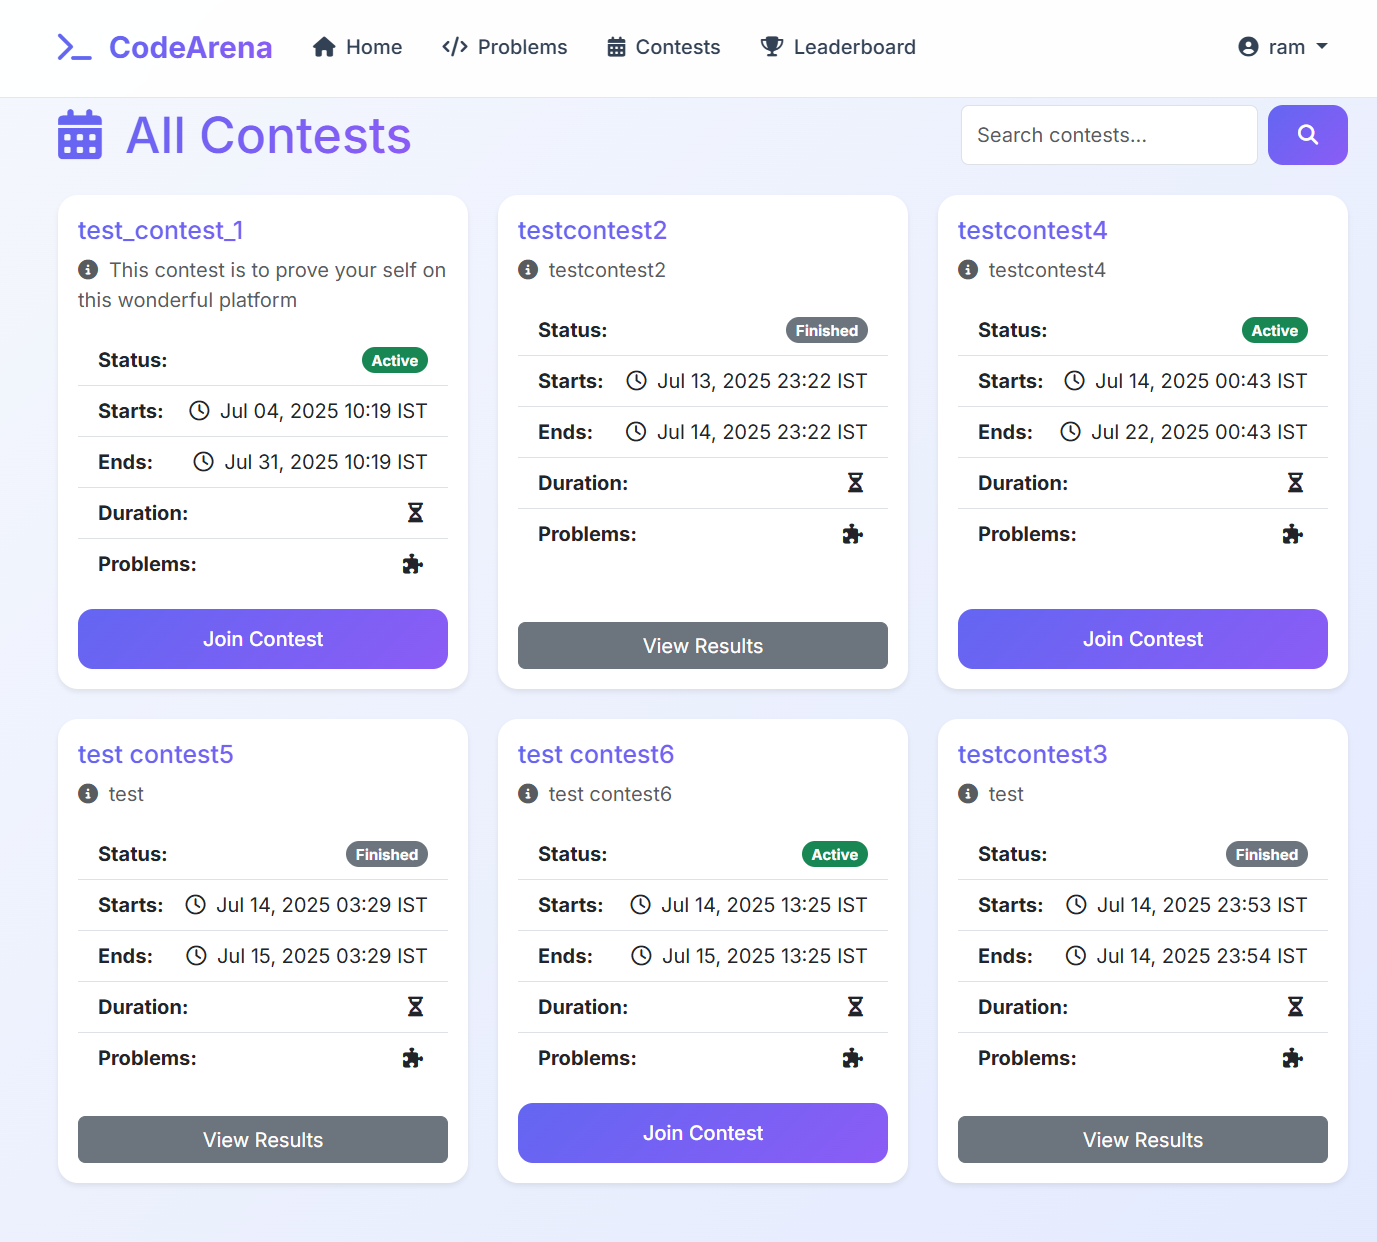 CodeArena
Home
Problems
Contests
Leaderboard
ram
All Contests
Search contests...
test_contest_1
This contest is to prove your self on
this wonderful platform
Status: Active
Starts: Jul 04, 2025 10:19 IST
Ends: Jul 31, 2025 10:19 IST
Duration:
Problems:
Join Contest
testcontest2
testcontest2
Status: Finished
Starts: Jul 13, 2025 23:22 IST
Ends: Jul 14, 2025 23:22 IST
Duration:
Problems:
View Results
testcontest4
testcontest4
Status: Active
Starts: Jul 14, 2025 00:43 IST
Ends: Jul 22, 2025 00:43 IST
Duration:
Problems:
Join Contest
test contest5
test
Status: Finished
Starts: Jul 14, 2025 03:29 IST
Ends: Jul 15, 2025 03:29 IST
Duration:
Problems:
View Results
test contest6
test contest6
Status: Active
Starts: Jul 14, 2025 13:25 IST
Ends: Jul 15, 2025 13:25 IST
Duration:
Problems:
Join Contest
testcontest3
test
Status: Finished
Starts: Jul 14, 2025 23:53 IST
Ends: Jul 14, 2025 23:54 IST
Duration:
Problems:
View Results